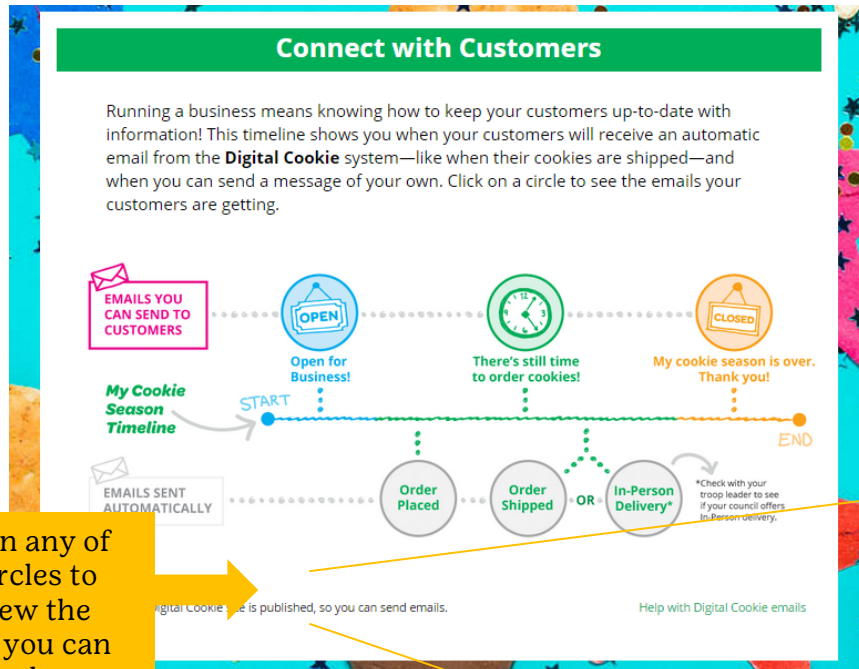 Connect with Customers
Running a business means knowing how to keep your customers up-to-date with
information! This timeline shows you when your customers will receive an automatic
email from the Digital Cookie system—like when their cookies are shipped—and
when you can send a message of your own. Click on a circle to see the emails your
customers are getting.
EMAILS YOU
CAN SEND TO
CUSTOMERS
OPEN
12
3
6
9
CLOSED
Open for
Business!
There's still time
to order cookies!
My cookie season is over.
Thank you!
My Cookie
Season
Timeline
START
END
EMAILS SENT
AUTOMATICALLY
Order
Placed
Order
Shipped
OR
In-Person
Delivery*
*Check with your
troop leader to see
if your council offers
In-Person delivery.
n any of
rcles to
ew the
you can
Digital Cookie site is published, so you can send emails.
Help with Digital Cookie emails